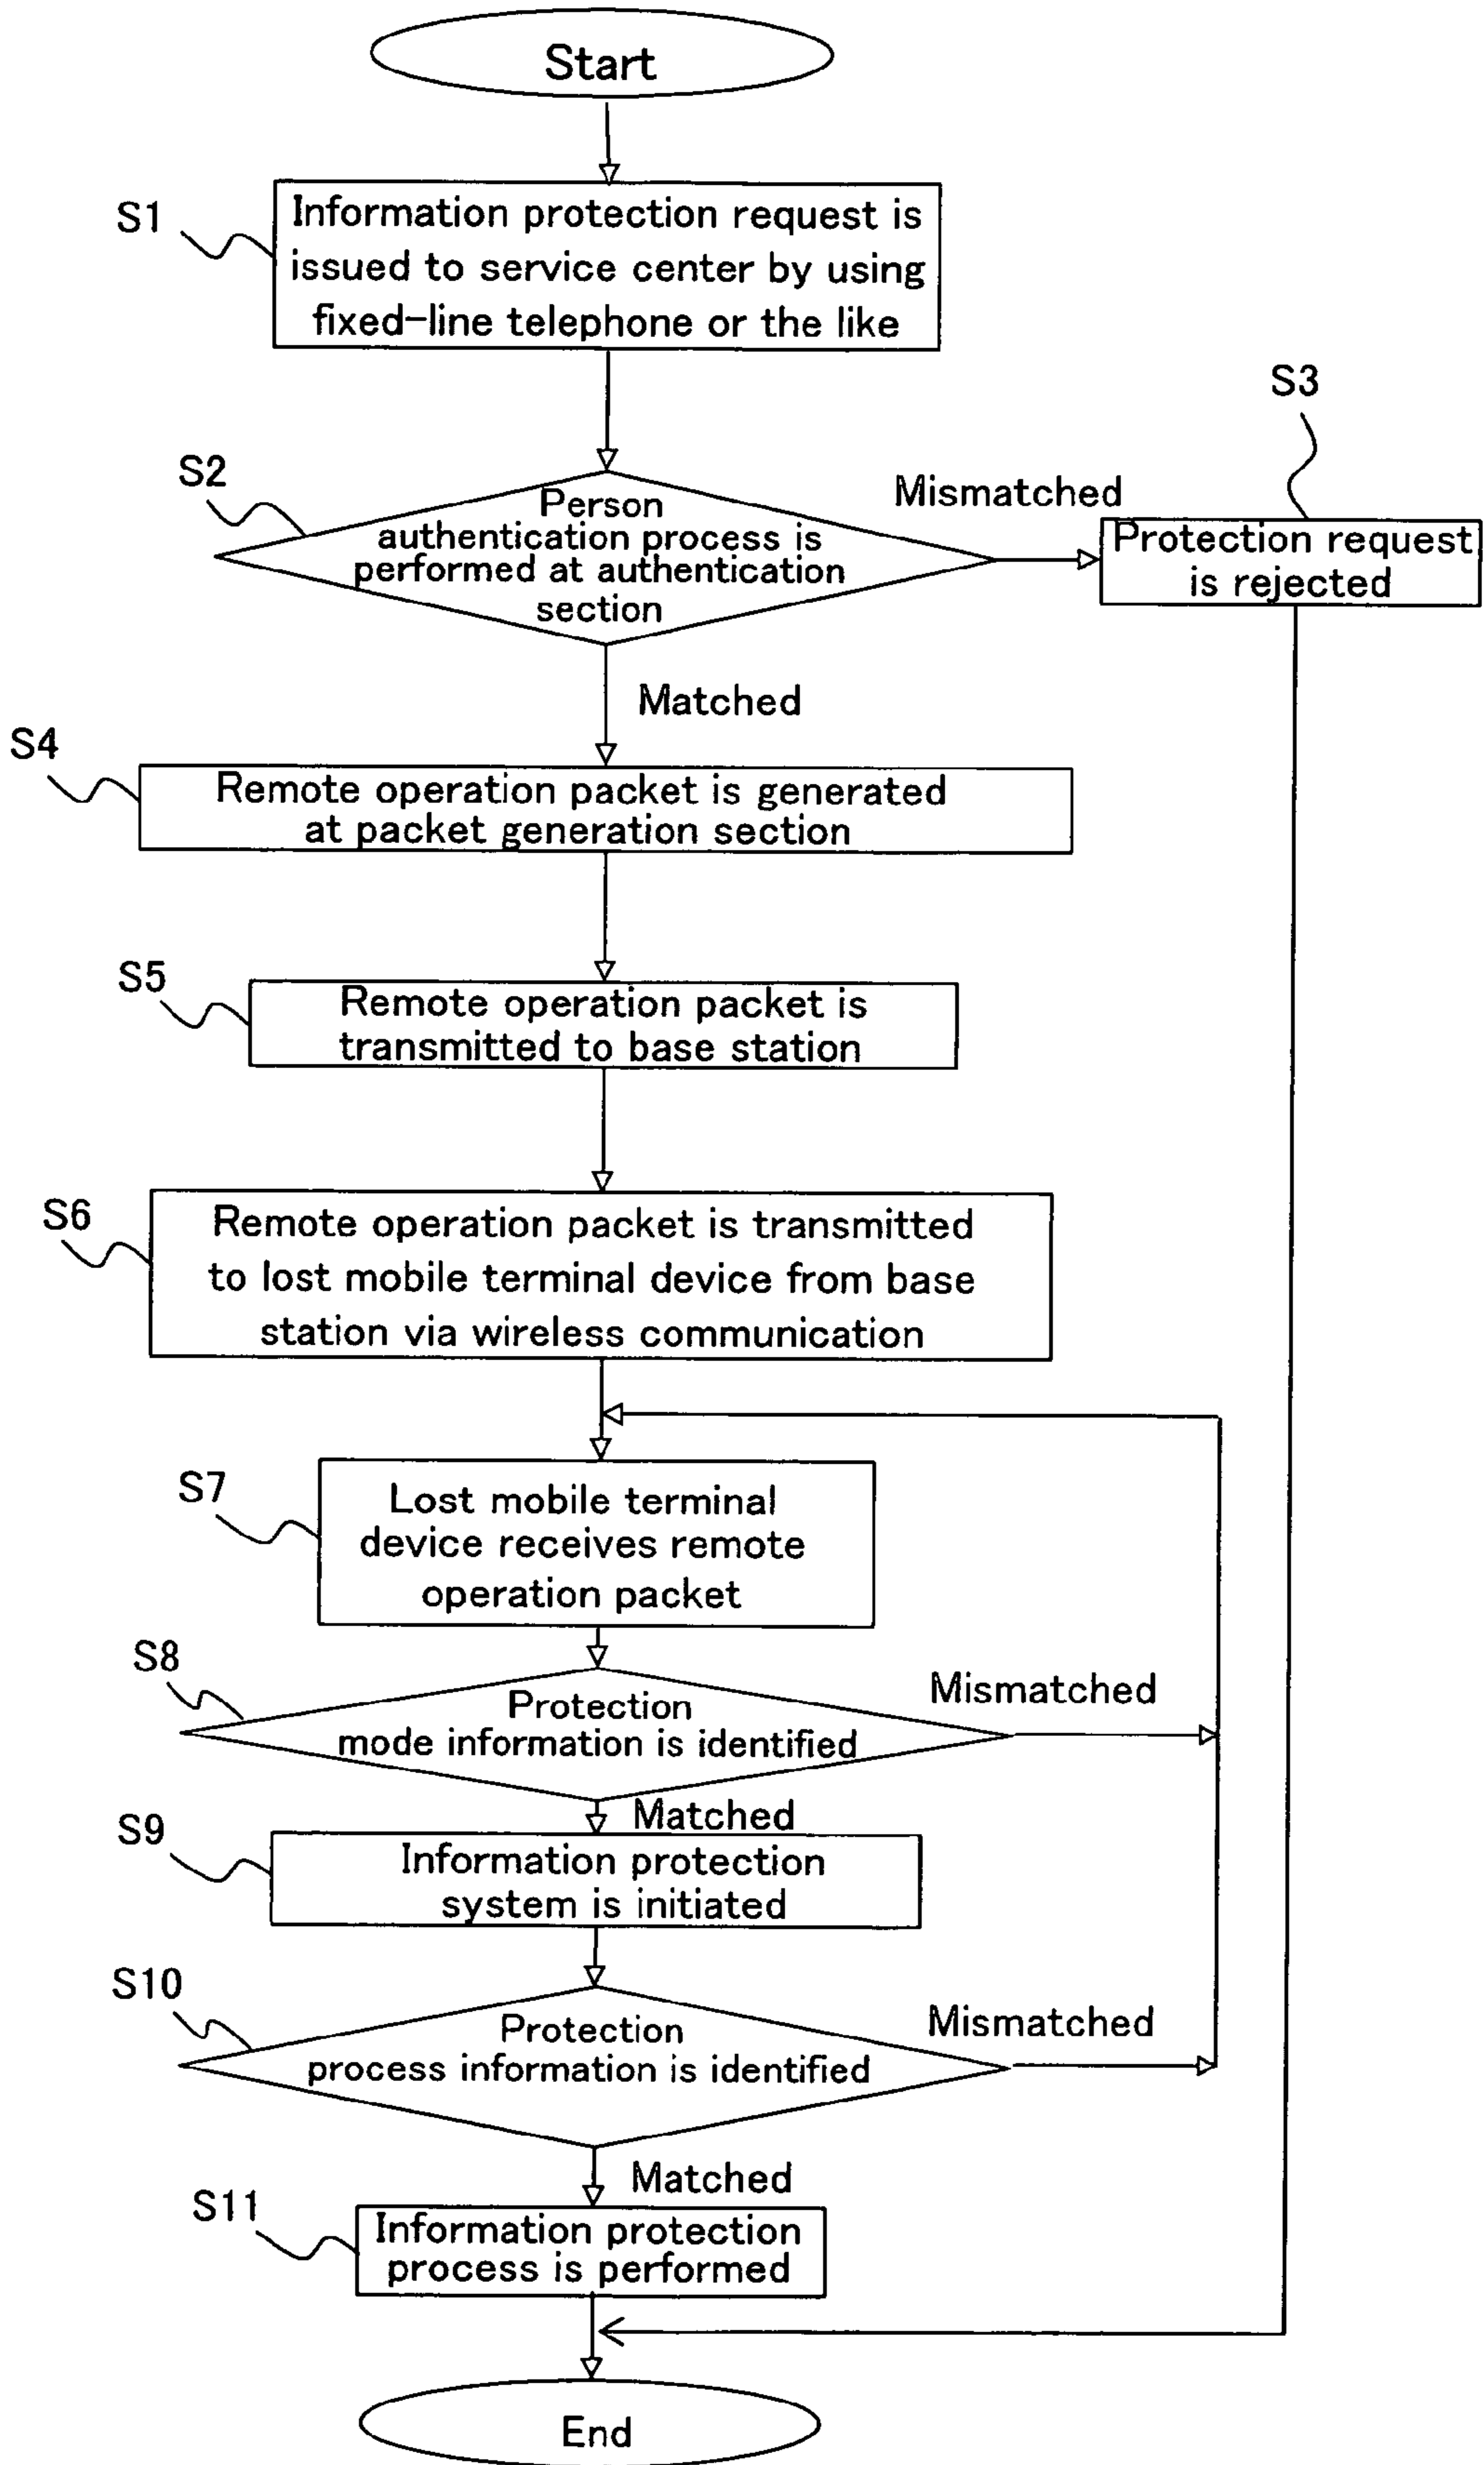 Start
S1
Information protection request is
issued to service center by using
fixed-line telephone or the like
S3
S2
Person
authentication process is
performed at authentication
section
Mismatched
Protection request
is rejected
Matched
S4
Remote operation packet is generated
at packet generation section
S5
Remote operation packet is
transmitted to base station
S6
Remote operation packet is transmitted
to lost mobile terminal device from base
station via wireless communication
S7
Lost mobile terminal
device receives remote
operation packet
S8
Protection
mode information is identified
Mismatched
Matched
S9
Information protection
system is initiated
S10
Protection
process information is identified
Mismatched
Matched
S11
Information protection
process is performed
End